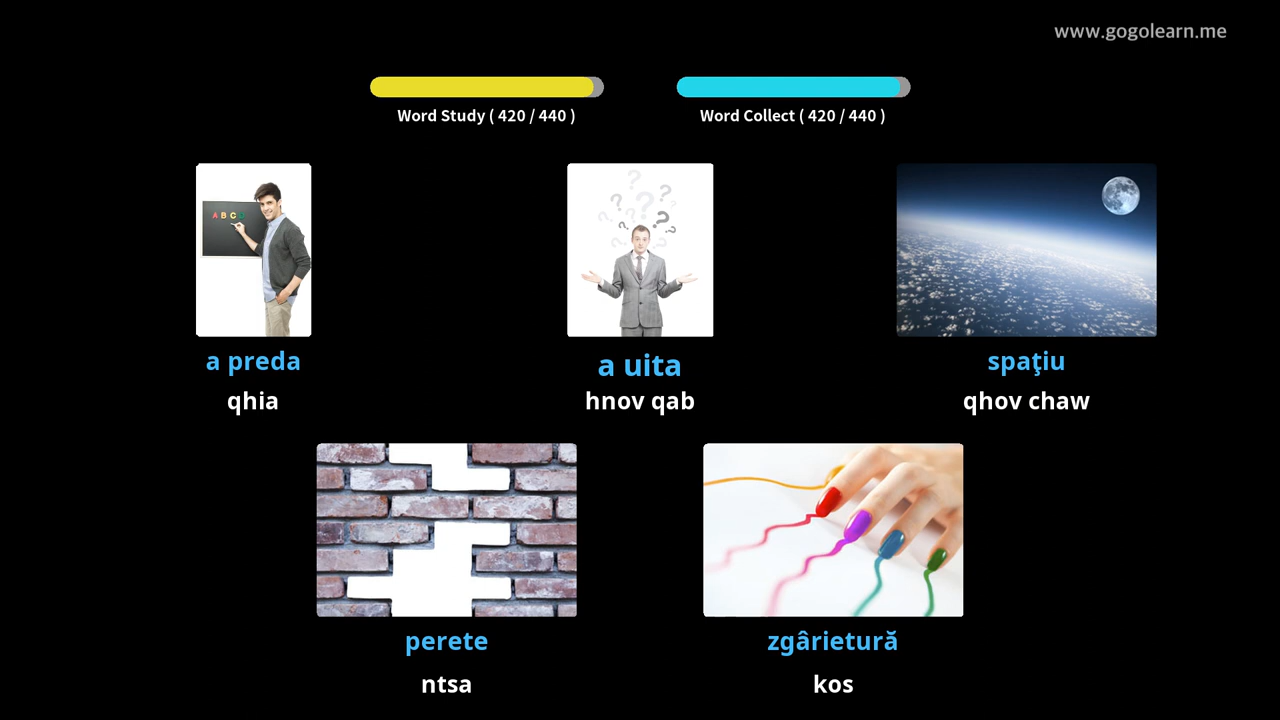 www.gogolearn.me
Word Study ( 420 / 440 )
Word Collect ( 420 / 440 )
A B C
a preda
qhia
a uita
hnov qab
spaţiu
qhov chaw
perete
ntsa
zgârietură
kos